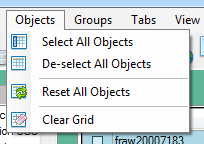 Objects Groups Tabs View
Select All Objects
De-select All Objects
Reset All Objects
Clear Grid
fraw20007183